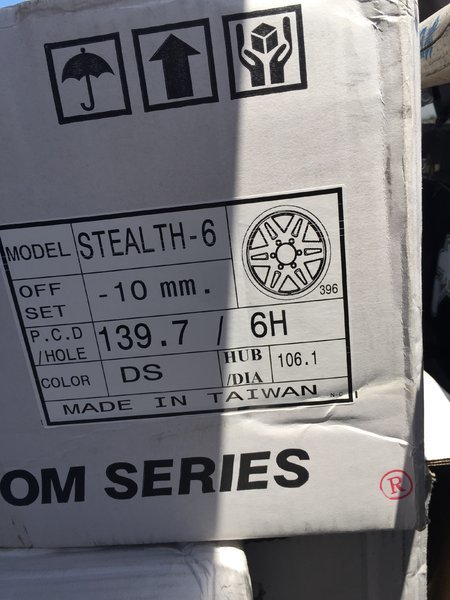 MODEL STEALTH-6
396
OFF SET -10 mm.
P.C.D /HOLE 139.7 / 6H
COLOR DS HUB /DIA 106.1
MADE IN TAIWAN
OM SERIES ®